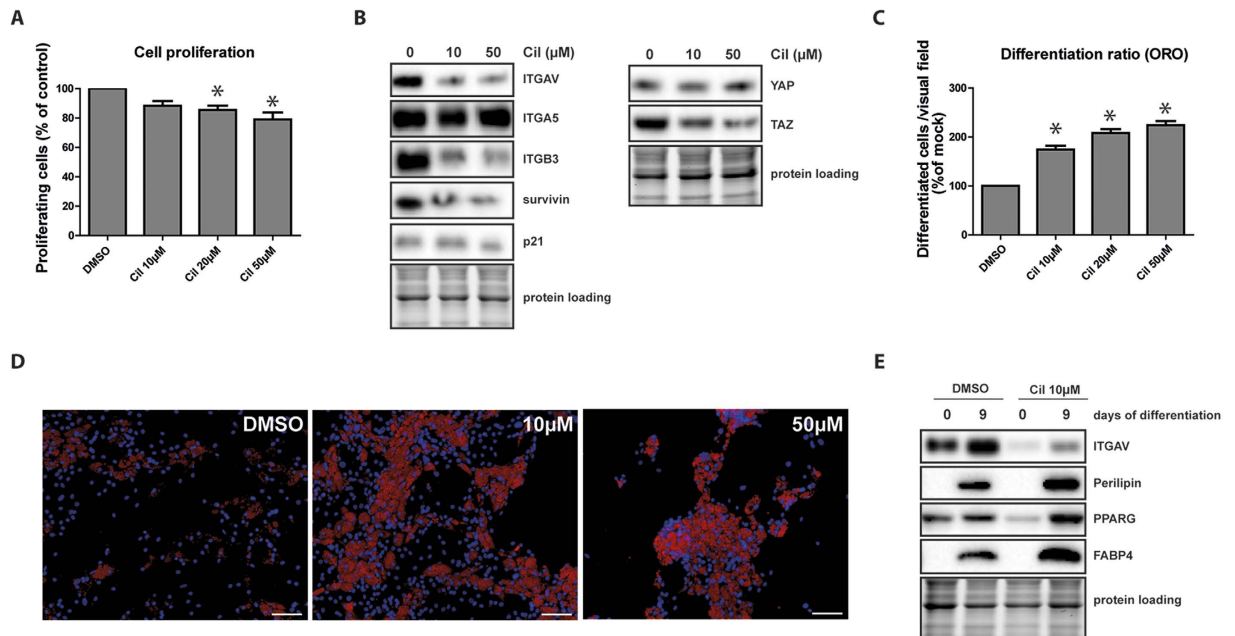 A
Cell proliferation
Proliferating cells (% of control)
100
80
60
40
20
0
*
*
DMSO
Cil 10µM
Cil 20µM
Cil 50µM
B
0 10 50 Cil (µM)
ITGAV
ITGA5
ITGB3
survivin
p21
protein loading
0 10 50 Cil (µM)
YAP
TAZ
protein loading
C
Differentiation ratio (ORO)
Differentiated cells /visual field
(%of mock)
300
200
100
0
*
*
*
DMSO
Cil 10µM
Cil 20µM
Cil 50µM
D
DMSO
10µM
50µM
E
DMSO Cil 10µM
0 9 0 9 days of differentiation
ITGAV
Perilipin
PPARG
FABP4
protein loading